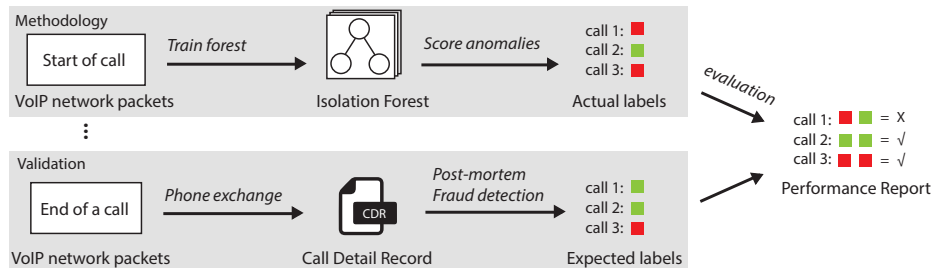 Methodology
Start of call
VoIP network packets
Train forest
Isolation Forest
Score anomalies
call 1:
call 2:
call 3:
Actual labels
evaluation
Validation
End of a call
VoIP network packets
Phone exchange
CDR
Call Detail Record
Post-mortem
Fraud detection
call 1:
call 2:
call 3:
Expected labels
call 1: = X
call 2: = √
call 3: = √
Performance Report